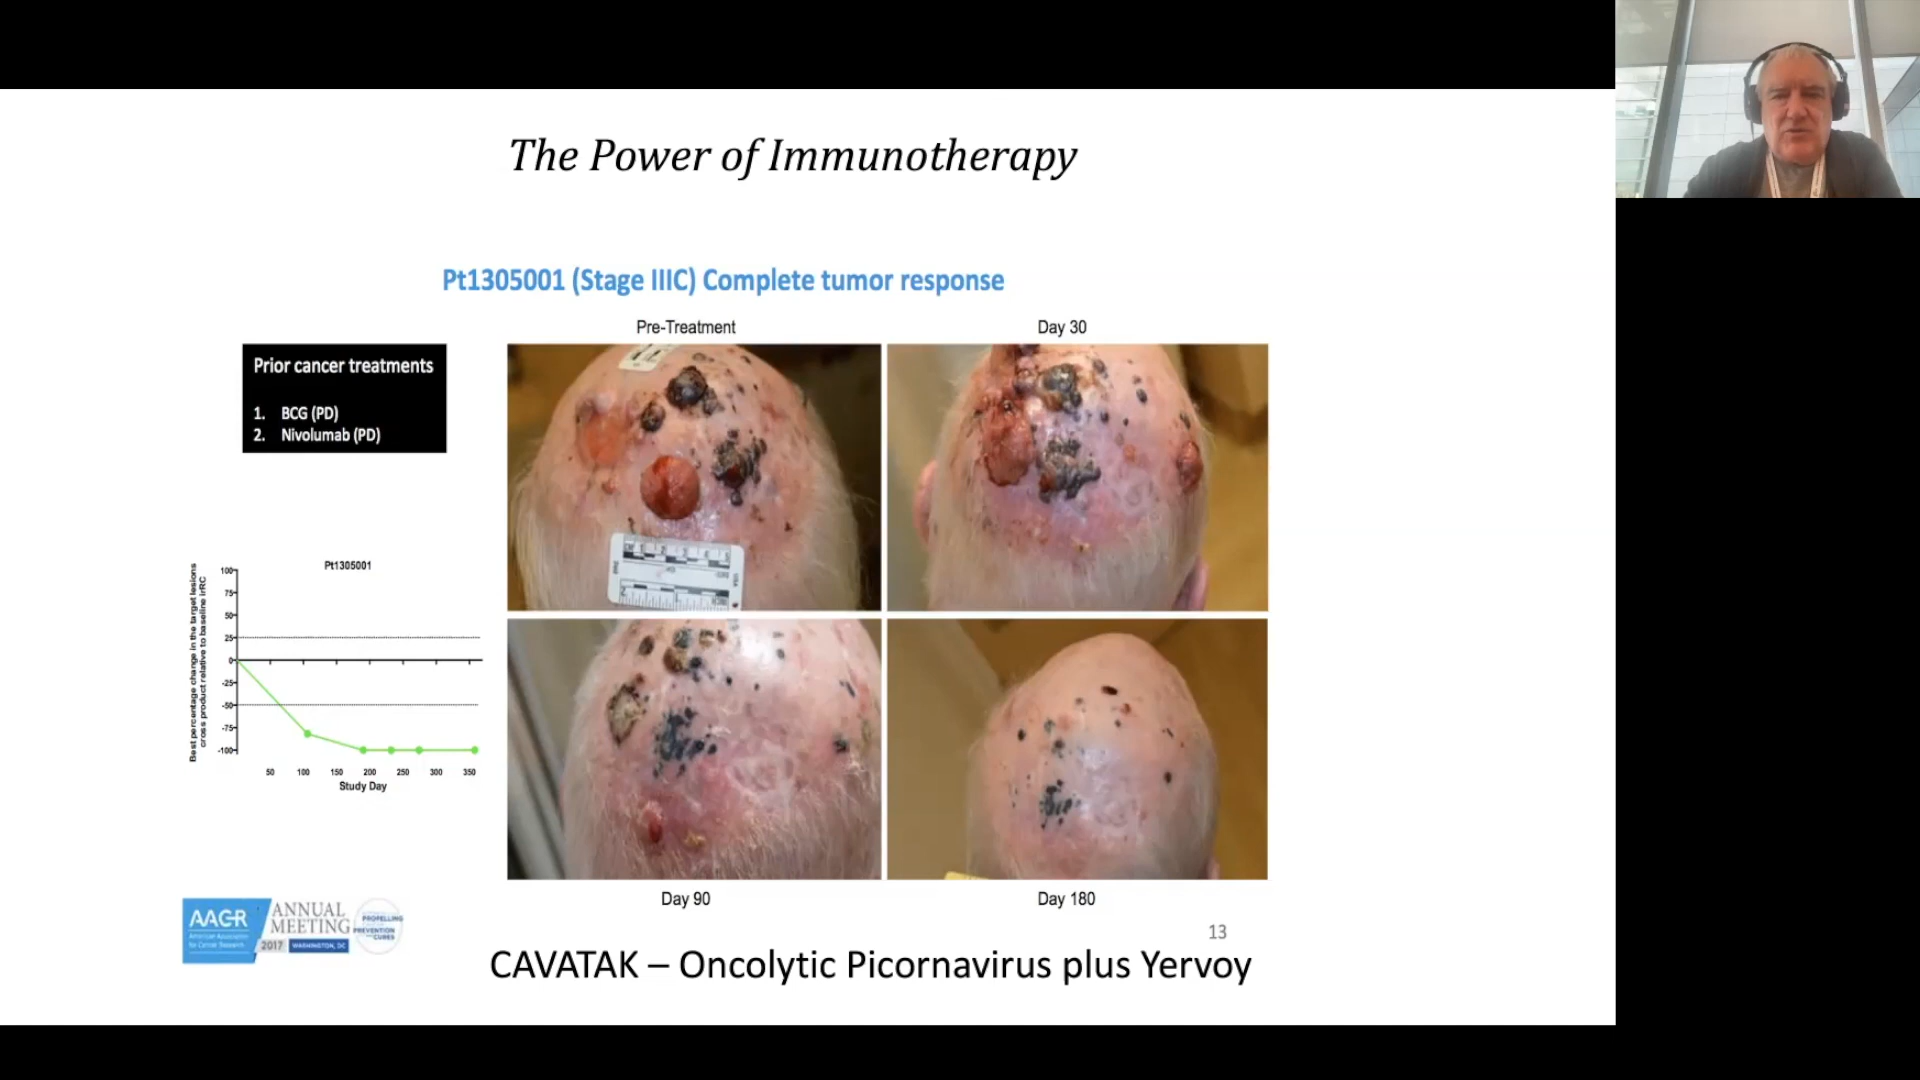 The Power of Immunotherapy
Pt1305001 (Stage IIIC) Complete tumor response
Pre-Treatment
Day 30
Prior cancer treatments
1. BCG (PD)
2. Nivolumab (PD)
Pt1305001
Best percentage change in the target lesions
cross product relative to baseline irRC
100
75
50
25
0
-25
-50
-75
-100
50 100 150 200 250 300 350
Study Day
Day 90
Day 180
AACR
American Association
for Cancer Research
ANNUAL
MEETING
2017 WASHINGTON, DC
PROPELLING
PREVENTION
CURES
13
CAVATAK – Oncolytic Picornavirus plus Yervoy